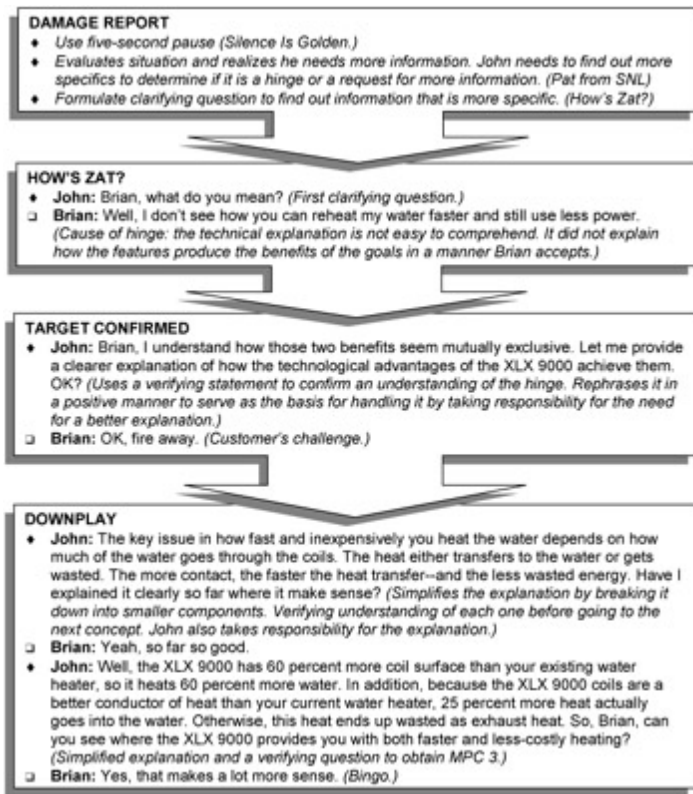 DAMAGE REPORT
♦ Use five-second pause (Silence Is Golden.)
♦ Evaluates situation and realizes he needs more information. John needs to find out more
specifics to determine if it is a hinge or a request for more information. (Pat from SNL)
♦ Formulate clarifying question to find out information that is more specific. (How's Zat?)
HOW'S ZAT?
♦ John: Brian, what do you mean? (First clarifying question.)
❑ Brian: Well, I don't see how you can reheat my water faster and still use less power.
(Cause of hinge: the technical explanation is not easy to comprehend. It did not explain
how the features produce the benefits of the goals in a manner Brian accepts.)
TARGET CONFIRMED
♦ John: Brian, I understand how those two benefits seem mutually exclusive. Let me provide
a clearer explanation of how the technological advantages of the XLX 9000 achieve them.
OK? (Uses a verifying statement to confirm an understanding of the hinge. Rephrases it in
a positive manner to serve as the basis for handling it by taking responsibility for the need
for a better explanation.)
❑ Brian: OK, fire away. (Customer's challenge.)
DOWNPLAY
♦ John: The key issue in how fast and inexpensively you heat the water depends on how
much of the water goes through the coils. The heat either transfers to the water or gets
wasted. The more contact, the faster the heat transfer--and the less wasted energy. Have I
explained it clearly so far where it make sense? (Simplifies the explanation by breaking it
down into smaller components. Verifying understanding of each one before going to the
next concept. John also takes responsibility for the explanation.)
❑ Brian: Yeah, so far so good.
♦ John: Well, the XLX 9000 has 60 percent more coil surface than your existing water
heater, so it heats 60 percent more water. In addition, because the XLX 9000 coils are a
better conductor of heat than your current water heater, 25 percent more heat actually
goes into the water. Otherwise, this heat ends up wasted as exhaust heat. So, Brian, can
you see where the XLX 9000 provides you with both faster and less-costly heating?
(Simplified explanation and a verifying question to obtain MPC 3.)
❑ Brian: Yes, that makes a lot more sense. (Bingo.)